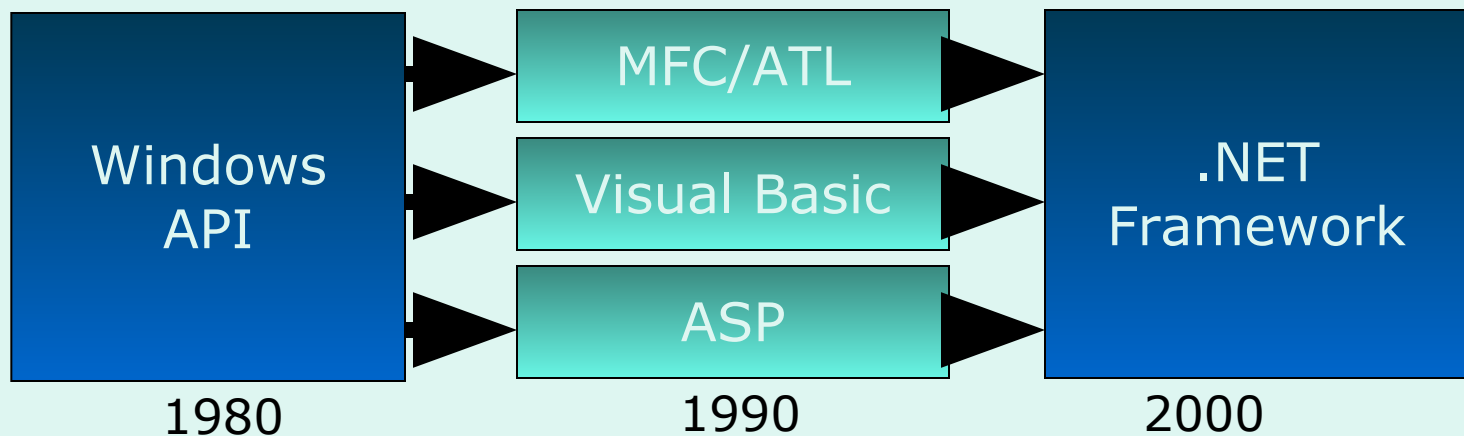 Windows
API
MFC/ATL
Visual Basic
ASP
.NET
Framework
1980
1990
2000